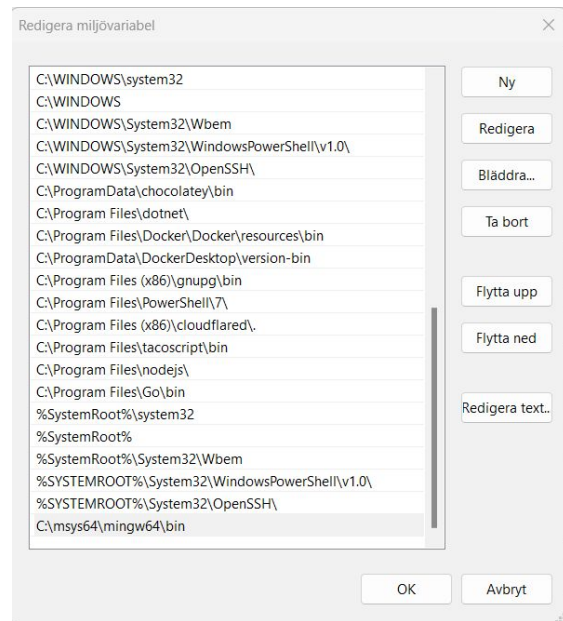 Redigera miljövariabel
C:\WINDOWS\system32
C:\WINDOWS
C:\WINDOWS\System32\Wbem
C:\WINDOWS\System32\WindowsPowerShell\v1.0\
C:\WINDOWS\System32\OpenSSH\
C:\ProgramData\chocolatey\bin
C:\Program Files\dotnet\
C:\Program Files\Docker\Docker\resources\bin
C:\ProgramData\DockerDesktop\version-bin
C:\Program Files (x86)\gnupg\bin
C:\Program Files\PowerShell\7\
C:\Program Files (x86)\cloudflared\.
C:\Program Files\tacoscript\bin
C:\Program Files\nodejs\
C:\Program Files\Go\bin
%SystemRoot%\system32
%SystemRoot%
%SystemRoot%\System32\Wbem
%SYSTEMROOT%\System32\WindowsPowerShell\v1.0\
%SYSTEMROOT%\System32\OpenSSH\
C:\msys64\mingw64\bin
Ny
Redigera
Bläddra...
Ta bort
Flytta upp
Flytta ned
Redigera text..
OK
Avbryt